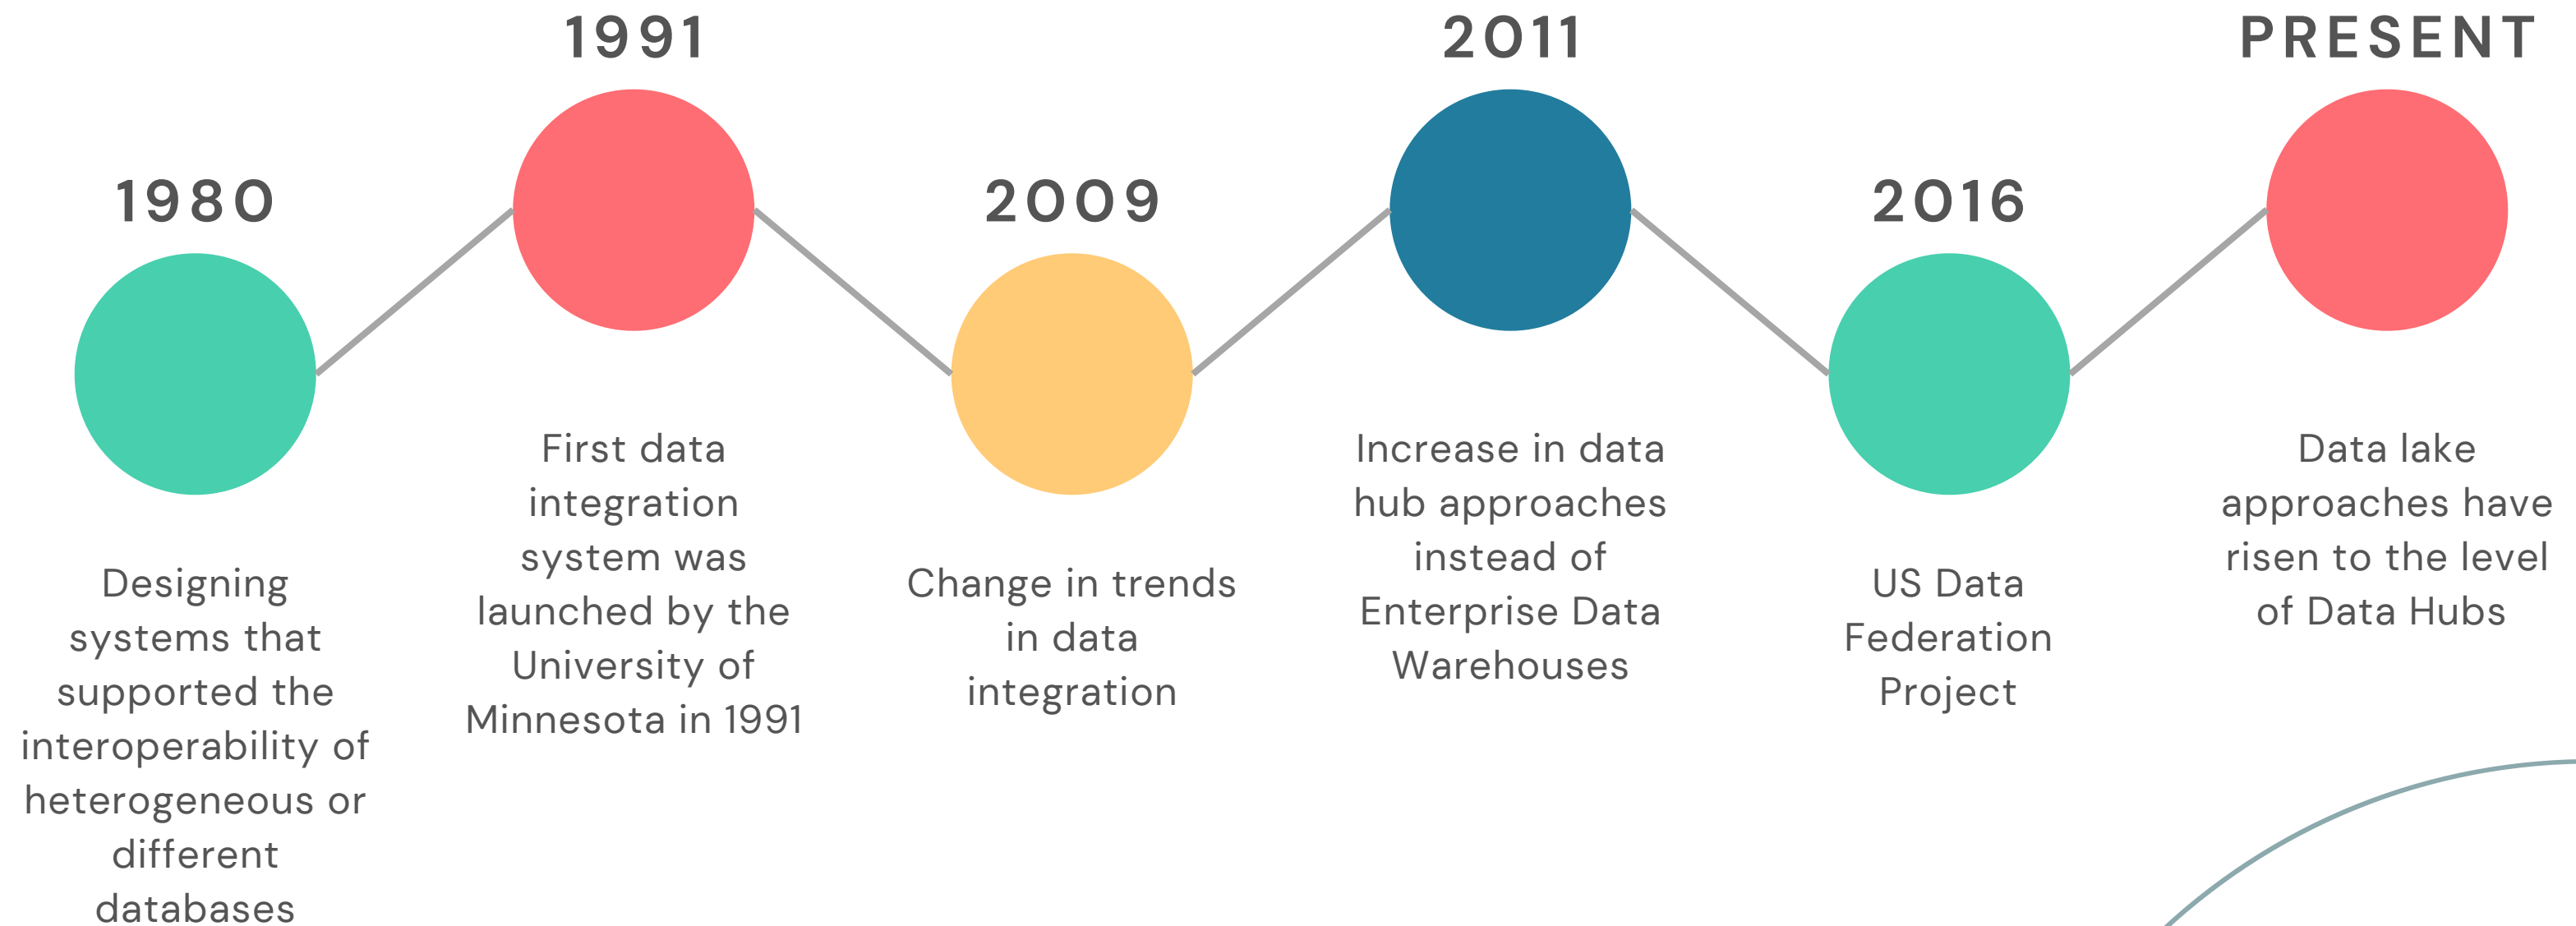 1980
Designing
systems that
supported the
interoperability of
heterogeneous or
different
databases
1991
First data
integration
system was
launched by the
University of
Minnesota in 1991
2009
Change in trends
in data
integration
2011
Increase in data
hub approaches
instead of
Enterprise Data
Warehouses
2016
US Data
Federation
Project
PRESENT
Data lake
approaches have
risen to the level
of Data Hubs